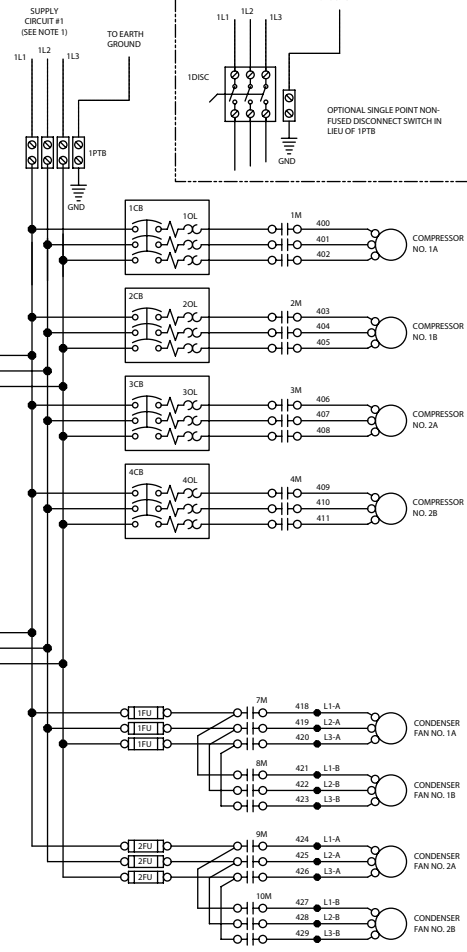 SUPPLY
CIRCUIT #1
(SEE NOTE 1)
1L1
1L2
1L3
TO EARTH
GROUND
1PTB
GND
1L1
1L2
1L3
1DISC
GND
OPTIONAL SINGLE POINT NON-
FUSED DISCONNECT SWITCH IN
LIEU OF 1PTB
1CB
1OL
1M
400
401
402
COMPRESSOR
NO. 1A
2CB
2OL
2M
403
404
405
COMPRESSOR
NO. 1B
3CB
3OL
3M
406
407
408
COMPRESSOR
NO. 2A
4CB
4OL
4M
409
410
411
COMPRESSOR
NO. 2B
1FU
1FU
1FU
7M
418 L1-A
419 L2-A
420 L3-A
CONDENSER
FAN NO. 1A
8M
421 L1-B
422 L2-B
423 L3-B
CONDENSER
FAN NO. 1B
2FU
2FU
2FU
9M
424 L1-A
425 L2-A
426 L3-A
CONDENSER
FAN NO. 2A
10M
427 L1-B
428 L2-B
429 L3-B
CONDENSER
FAN NO. 2B